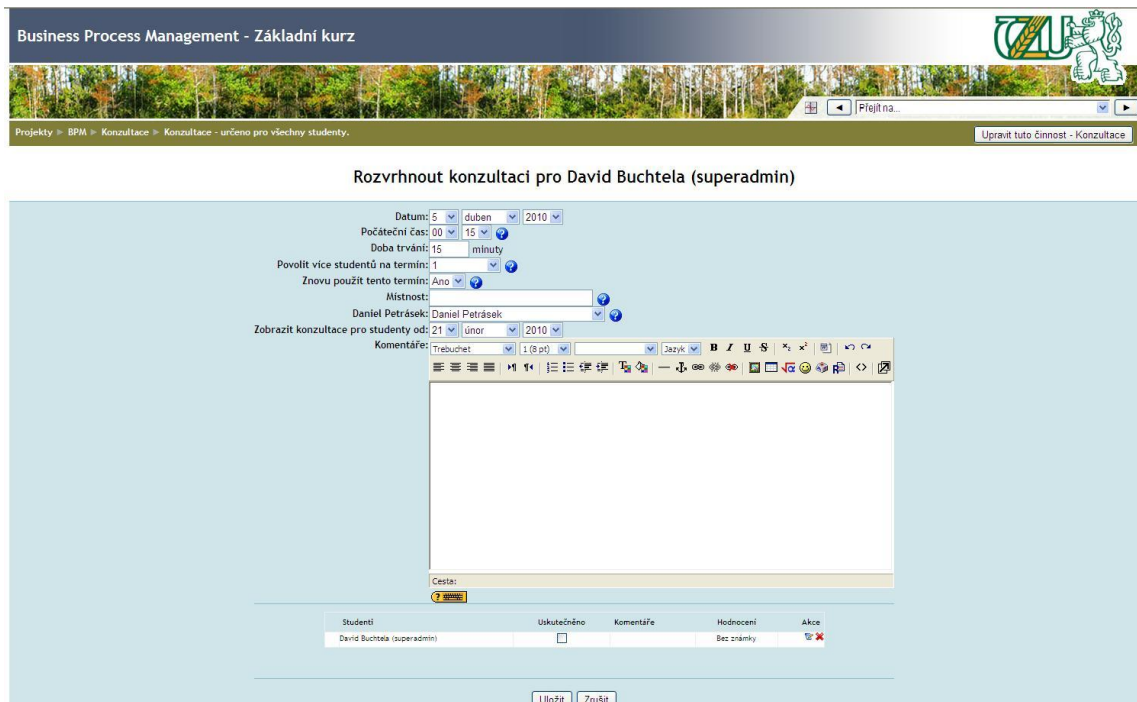 Business Process Management - Základní kurz
ČZU
Přejít na...
Projekty ► BPM ► Konzultace ► Konzultace - určeno pro všechny studenty.
Upravit tuto činnost - Konzultace
Rozvrhnout konzultaci pro David Buchtela (superadmin)
Datum: 5 duben 2010
Počáteční čas: 00 15
Doba trvání: 15 minuty
Povolit více studentů na termín: 1
Znovu použít tento termín: Ano
Místnost:
Daniel Petrásek: Daniel Petrásek
Zobrazit konzultace pro studenty od: 21 únor 2010
Komentáře: Trebuchet 1 (8 pt) Jazyk B I U S
Cesta:
Studenti Uskutečněno Komentáře Hodnocení Akce
David Buchtela (superadmin) Bez známky
Uložit Zrušit